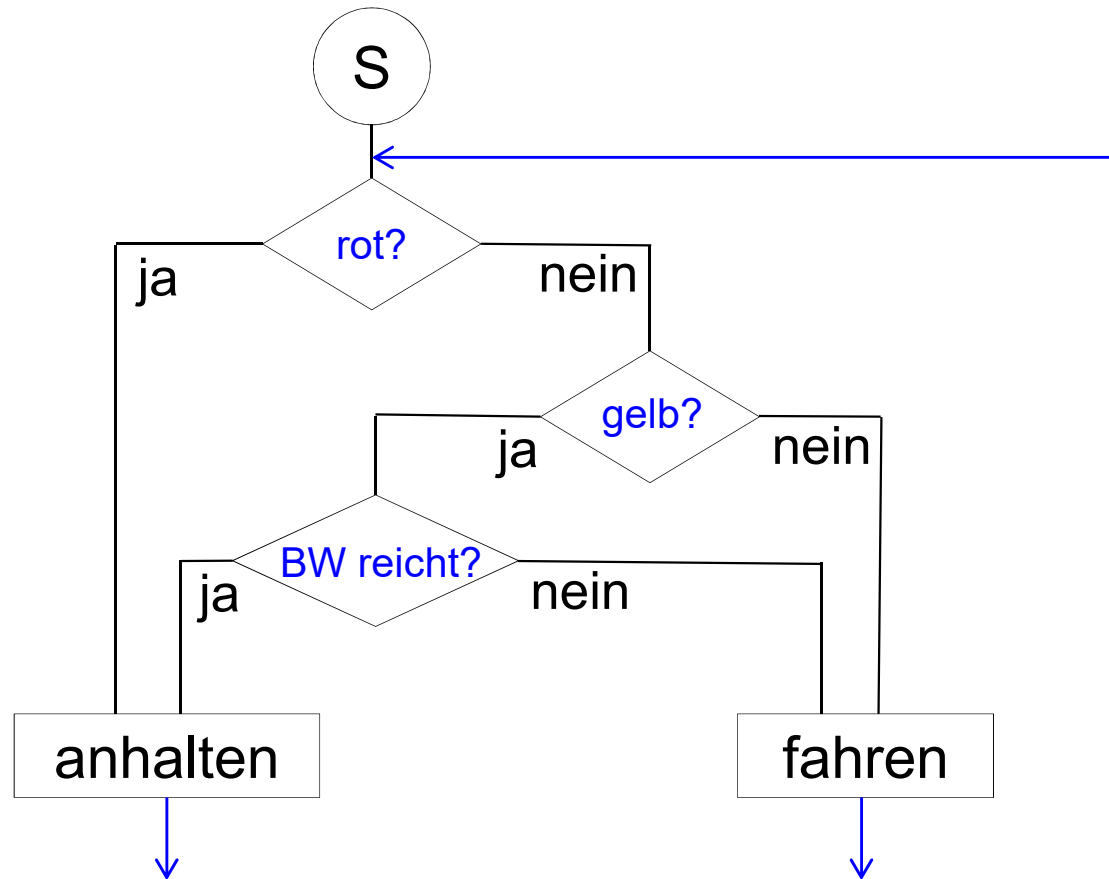 S
rot?
ja
nein
gelb?
ja
nein
BW reicht?
ja
nein
anhalten
fahren